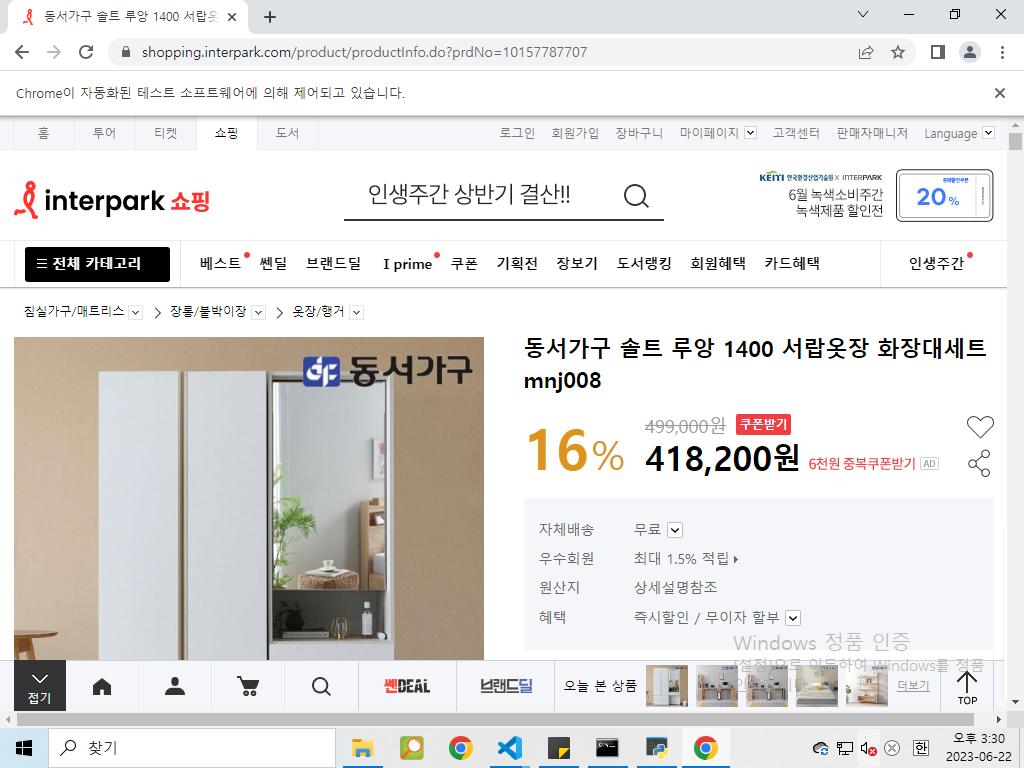 동서가구 솔트 루앙 1400 서랍옷
shopping.interpark.com/product/productInfo.do?prdNo=10157787707
Chrome이 자동화된 테스트 소프트웨어에 의해 제어되고 있습니다.
홈 투어 티켓 쇼핑 도서 로그인 회원가입 장바구니 마이페이지 고객센터 판매자매니저 Language
interpark 쇼핑
인생주간 상반기 결산!!
KEITI 한국환경산업기술원 X INTERPARK
6월 녹색소비주간
녹색제품 할인전
중복할인쿠폰
20%
전체 카테고리 베스트 쎈딜 브랜드딜 I prime 쿠폰 기획전 장보기 도서랭킹 회원혜택 카드혜택 인생주간
침실가구/매트리스 장롱/붙박이장 옷장/행거
동서가구
동서가구 솔트 루앙 1400 서랍옷장 화장대세트
mnj008
16%
499,000원 쿠폰받기
418,200원 6천원 중복쿠폰받기 AD
자체배송 무료
우수회원 최대 1.5% 적립
원산지 상세설명참조
혜택 즉시할인 / 무이자 할부
Windows 정품 인증
[설정]으로 이동하여 Windows를 정품
접기
쎈DEAL
브랜드딜
오늘 본 상품
더보기
TOP
찾기
한
오후 3:30
2023-06-22